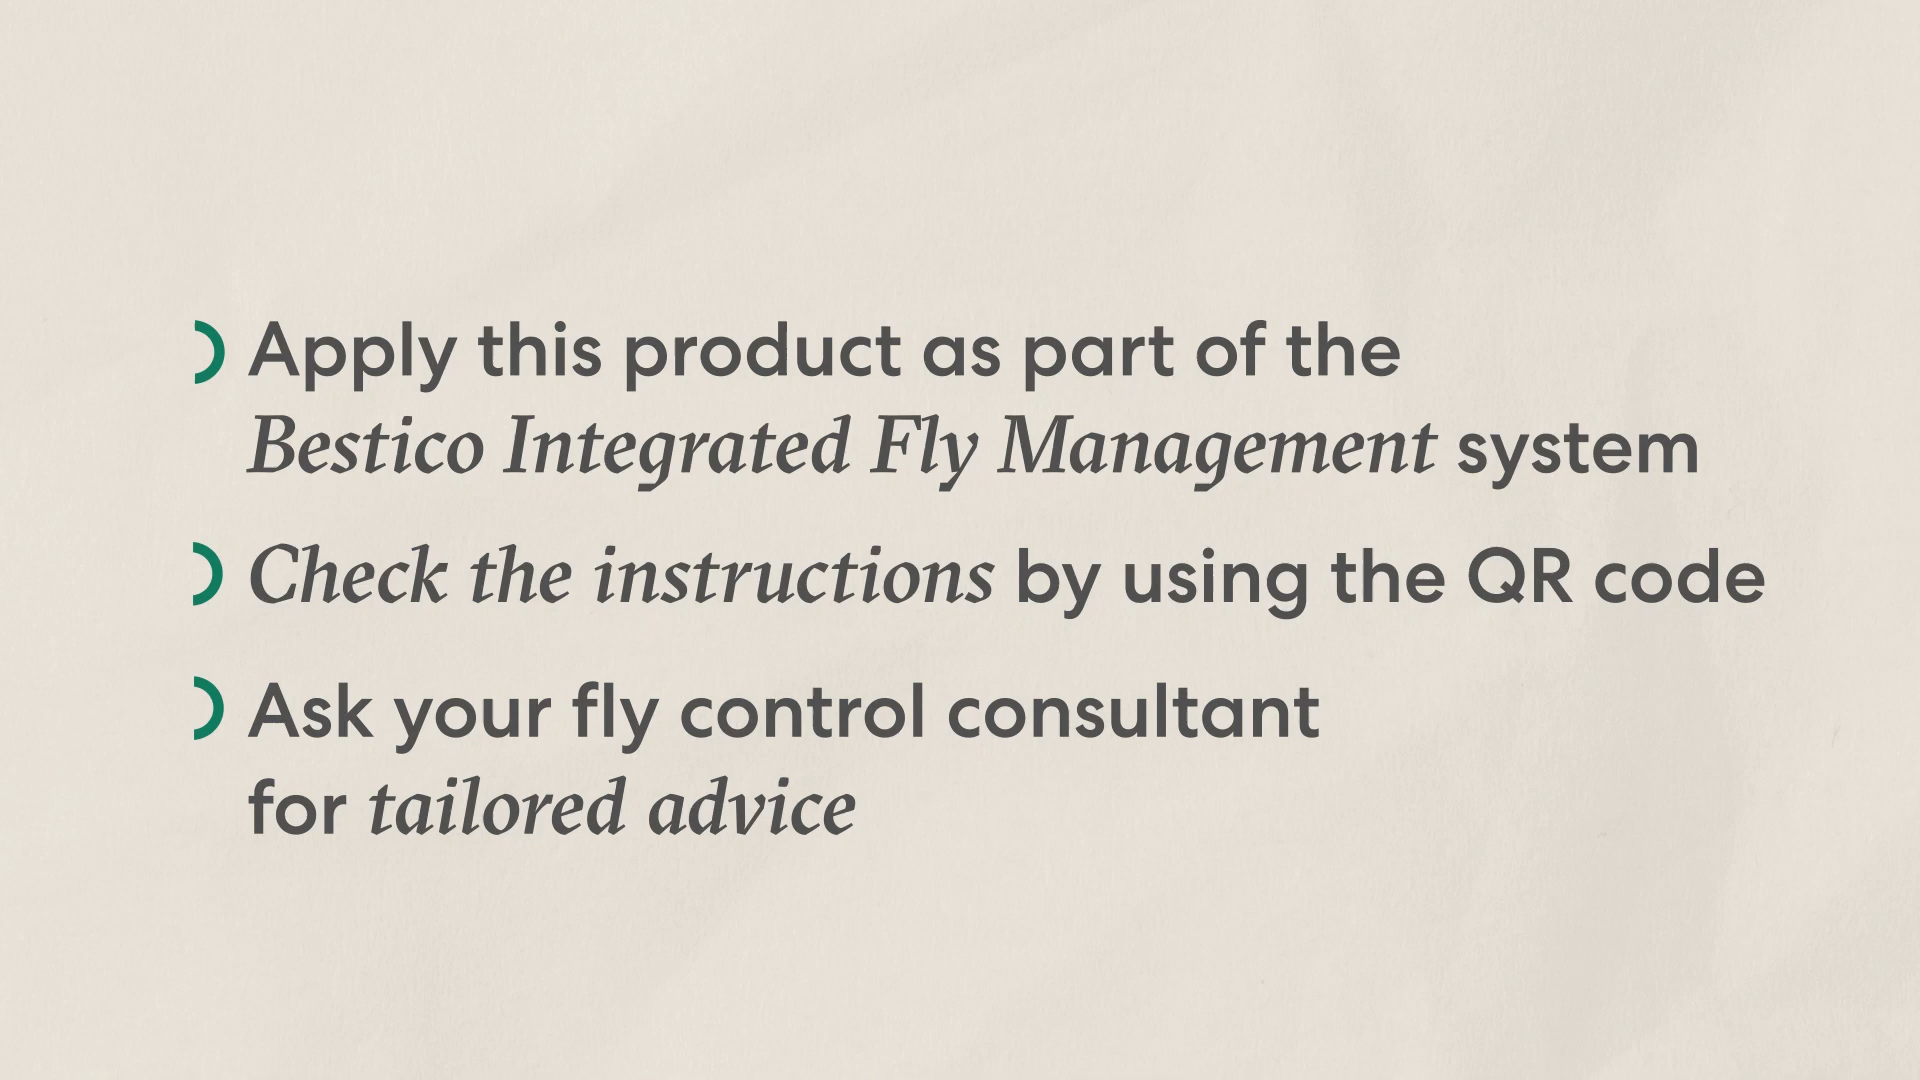 Apply this product as part of the
Bestico Integrated Fly Management system
Check the instructions by using the QR code
Ask your fly control consultant
for tailored advice